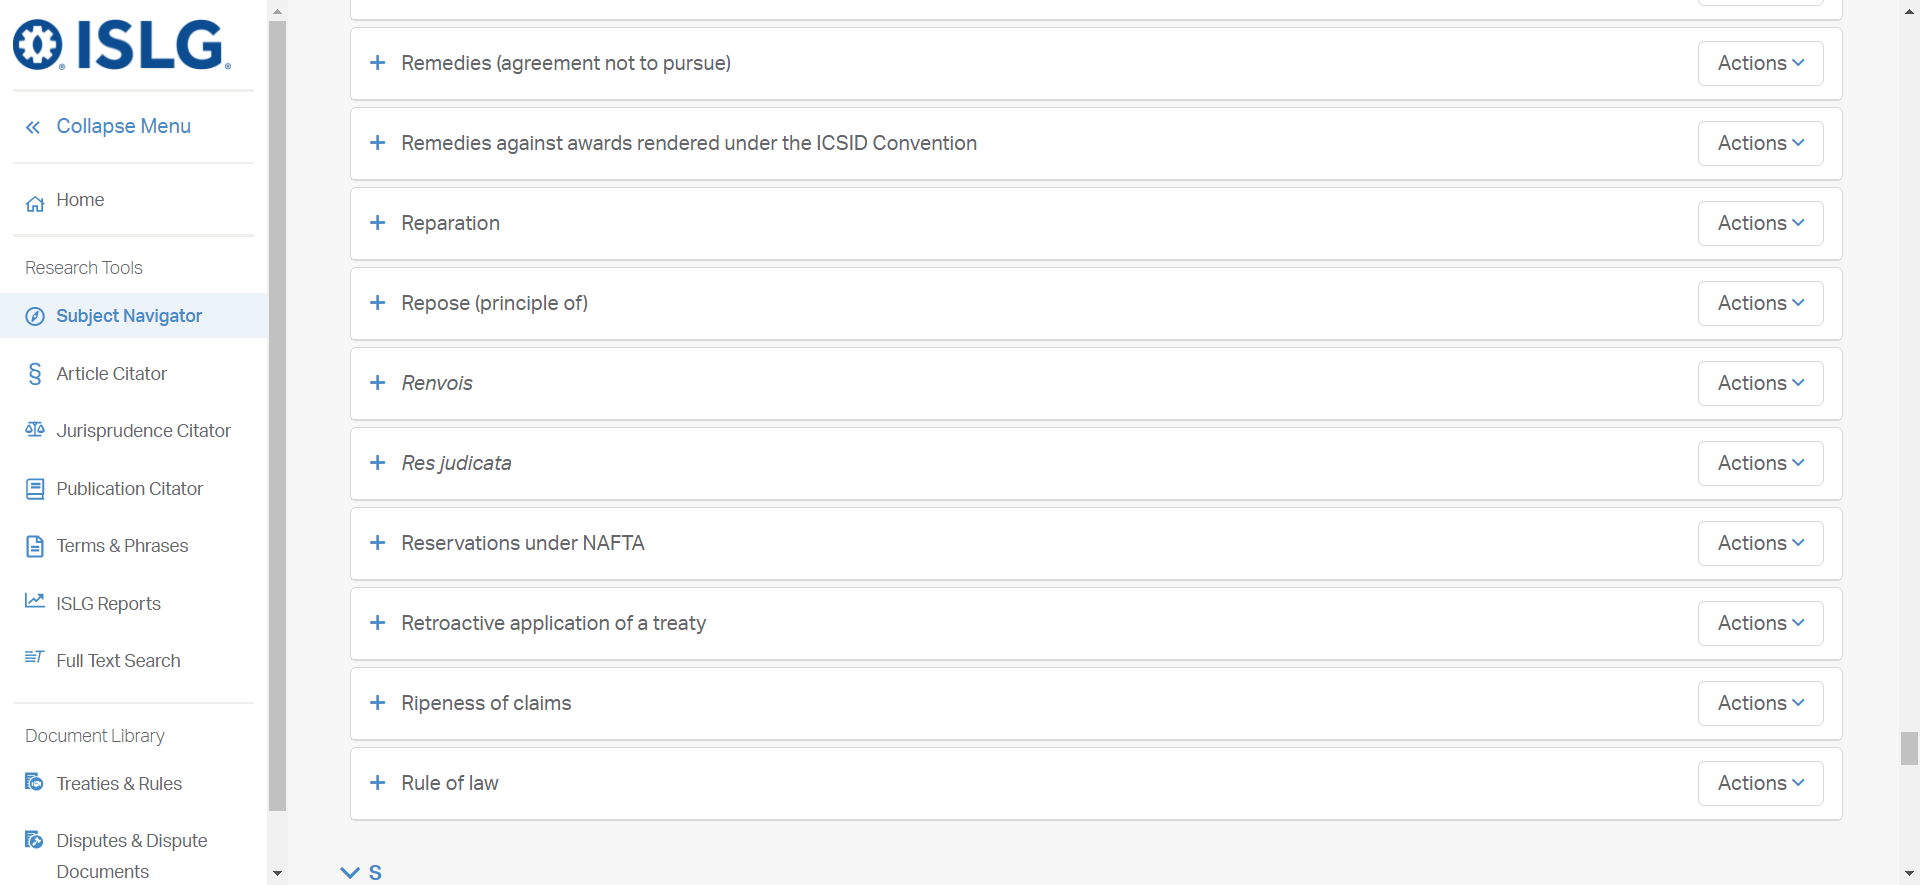 ISLG
Collapse Menu
Home
Research Tools
Subject Navigator
Article Citator
Jurisprudence Citator
Publication Citator
Terms & Phrases
ISLG Reports
Full Text Search
Document Library
Treaties & Rules
Disputes & Dispute
Documents
Remedies (agreement not to pursue) Actions
Remedies against awards rendered under the ICSID Convention Actions
Reparation Actions
Repose (principle of) Actions
Renvois Actions
Res judicata Actions
Reservations under NAFTA Actions
Retroactive application of a treaty Actions
Ripeness of claims Actions
Rule of law Actions
S